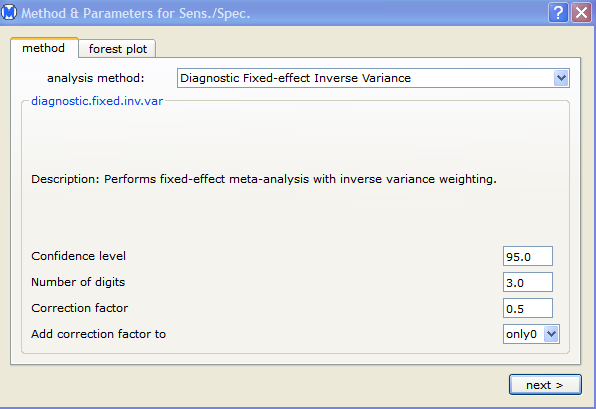 Method & Parameters for Sens./Spec.
method
forest plot
analysis method: Diagnostic Fixed-effect Inverse Variance
diagnostic.fixed.inv.var
Description: Performs fixed-effect meta-analysis with inverse variance weighting.
Confidence level 95.0
Number of digits 3.0
Correction factor 0.5
Add correction factor to only0
next >